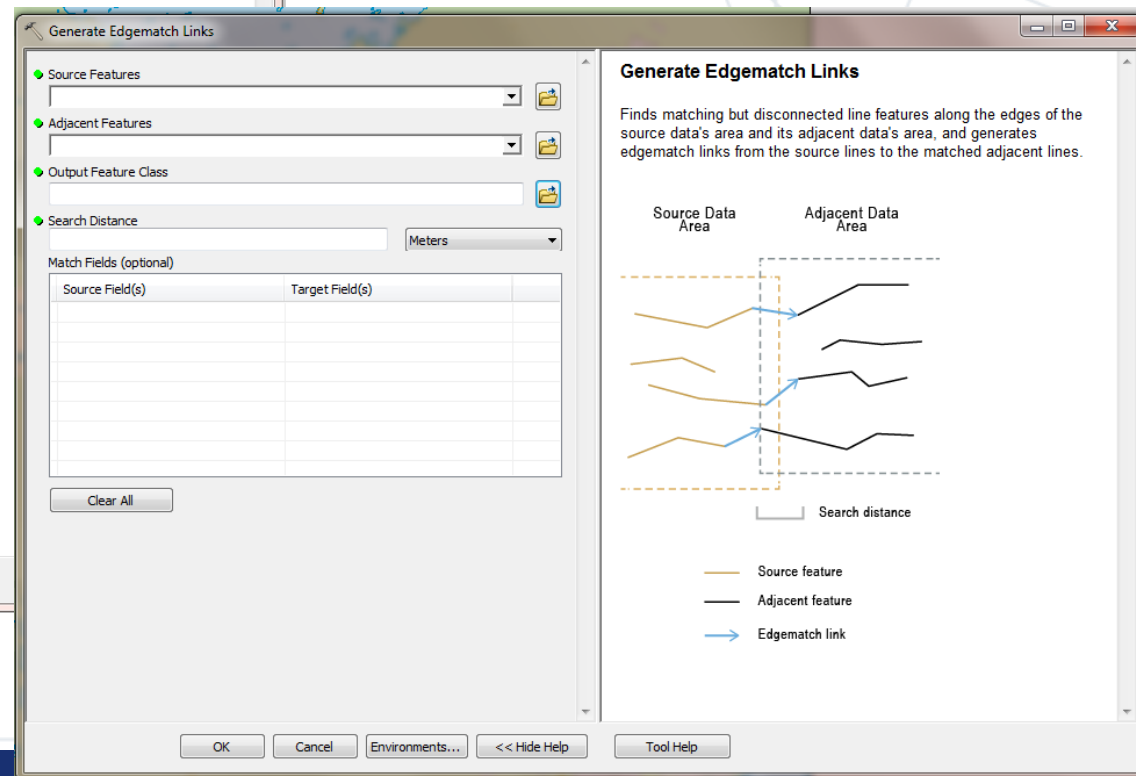 Generate Edgematch Links
Source Features
Adjacent Features
Output Feature Class
Search Distance
Meters
Match Fields (optional)
Source Field(s) Target Field(s)
Clear All
Generate Edgematch Links
Finds matching but disconnected line features along the edges of the
source data's area and its adjacent data's area, and generates
edgematch links from the source lines to the matched adjacent lines.
Source Data
Area
Adjacent Data
Area
Search distance
Source feature
Adjacent feature
Edgematch link
OK Cancel Environments... << Hide Help Tool Help